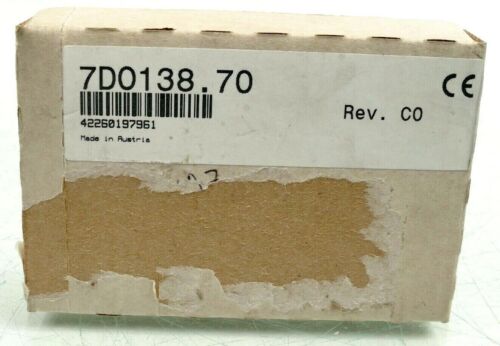 7DO138.70
CE
Rev. C0
42260197961
Made in Austria